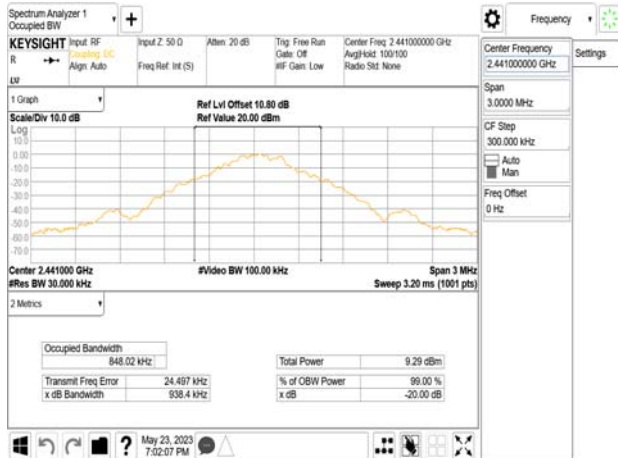 Spectrum Analyzer 1
Occupied BW
+
Frequency
KEYSIGHT
Input: RF
Coupling: DC
Align: Auto
Input Z: 50 Ω
Freq Ref: Int (S)
Atten: 20 dB
Trig: Free Run
Gate: Off
#IF Gain: Low
Center Freq: 2.441000000 GHz
Avg|Hold: 100/100
Radio Std: None
R
LVI
Center Frequency
2.441000000 GHz
Settings
Span
3.0000 MHz
CF Step
300.000 kHz
Auto
Man
Freq Offset
0 Hz
1 Graph
Scale/Div 10.0 dB
Ref Lvl Offset 10.80 dB
Ref Value 20.00 dBm
Log
10.0
0.00
-10.0
-20.0
-30.0
-40.0
-50.0
-60.0
-70.0
Center 2.441000 GHz
#Res BW 30.000 kHz
#Video BW 100.00 kHz
Span 3 MHz
Sweep 3.20 ms (1001 pts)
2 Metrics
Occupied Bandwidth
848.02 kHz
Total Power 9.29 dBm
Transmit Freq Error 24.497 kHz
% of OBW Power 99.00 %
x dB Bandwidth 938.4 kHz
x dB -20.00 dB
?
May 23, 2023
7:02:07 PM